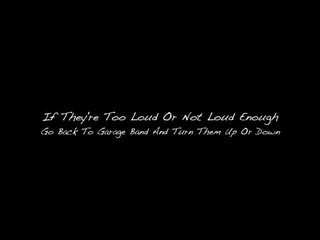 If They're Too Loud Or Not Loud Enough
Go Back To Garage Band And Turn Them Up Or Down